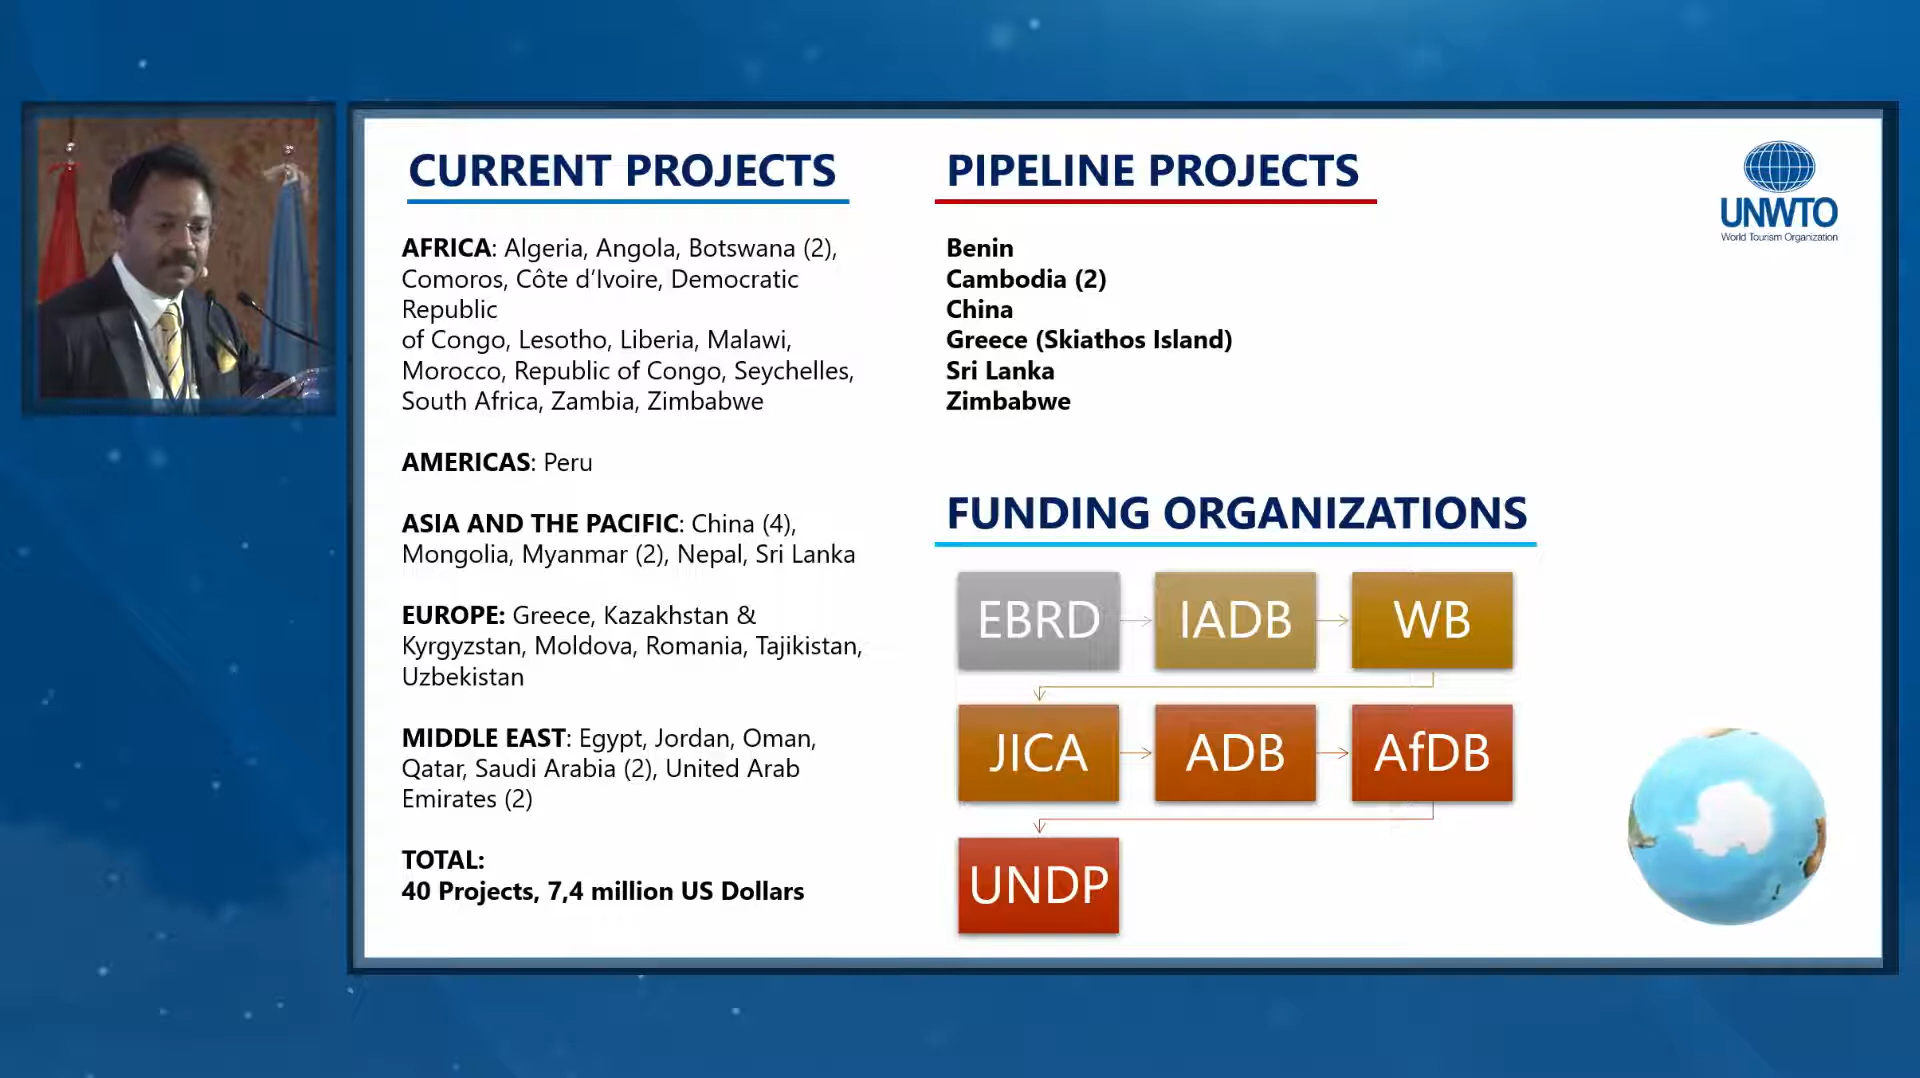 CURRENT PROJECTS
AFRICA: Algeria, Angola, Botswana (2),
Comoros, Côte d‘Ivoire, Democratic
Republic
of Congo, Lesotho, Liberia, Malawi,
Morocco, Republic of Congo, Seychelles,
South Africa, Zambia, Zimbabwe
AMERICAS: Peru
ASIA AND THE PACIFIC: China (4),
Mongolia, Myanmar (2), Nepal, Sri Lanka
EUROPE: Greece, Kazakhstan &
Kyrgyzstan, Moldova, Romania, Tajikistan,
Uzbekistan
MIDDLE EAST: Egypt, Jordan, Oman,
Qatar, Saudi Arabia (2), United Arab
Emirates (2)
TOTAL:
40 Projects, 7,4 million US Dollars
PIPELINE PROJECTS
Benin
Cambodia (2)
China
Greece (Skiathos Island)
Sri Lanka
Zimbabwe
FUNDING ORGANIZATIONS
EBRD
IADB
WB
JICA
ADB
AfDB
UNDP
UNWTO
World Tourism Organization